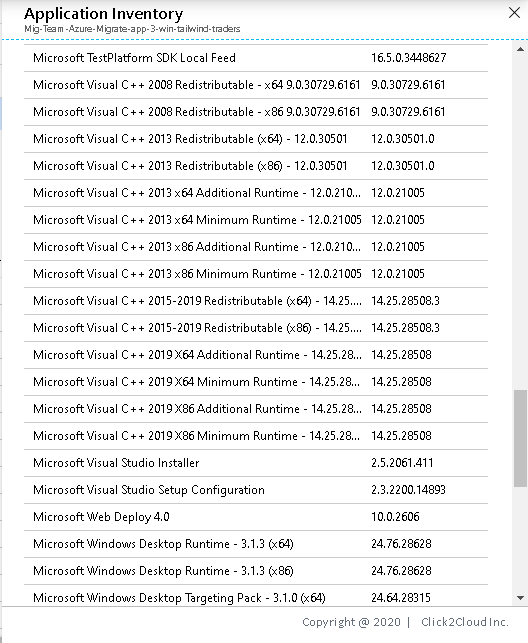 Application Inventory
Mig-Team-Azure-Migrate-app-3-win-tailwind-traders
Microsoft TestPlatform SDK Local Feed 16.5.0.3448627
Microsoft Visual C++ 2008 Redistributable - x64 9.0.30729.6161 9.0.30729.6161
Microsoft Visual C++ 2008 Redistributable - x86 9.0.30729.6161 9.0.30729.6161
Microsoft Visual C++ 2013 Redistributable (x64) - 12.0.30501 12.0.30501.0
Microsoft Visual C++ 2013 Redistributable (x86) - 12.0.30501 12.0.30501.0
Microsoft Visual C++ 2013 x64 Additional Runtime - 12.0.210... 12.0.21005
Microsoft Visual C++ 2013 x64 Minimum Runtime - 12.0.21005 12.0.21005
Microsoft Visual C++ 2013 x86 Additional Runtime - 12.0.210... 12.0.21005
Microsoft Visual C++ 2013 x86 Minimum Runtime - 12.0.21005 12.0.21005
Microsoft Visual C++ 2015-2019 Redistributable (x64) - 14.25.... 14.25.28508.3
Microsoft Visual C++ 2015-2019 Redistributable (x86) - 14.25.... 14.25.28508.3
Microsoft Visual C++ 2019 X64 Additional Runtime - 14.25.28... 14.25.28508
Microsoft Visual C++ 2019 X64 Minimum Runtime - 14.25.28... 14.25.28508
Microsoft Visual C++ 2019 X86 Additional Runtime - 14.25.28... 14.25.28508
Microsoft Visual C++ 2019 X86 Minimum Runtime - 14.25.28... 14.25.28508
Microsoft Visual Studio Installer 2.5.2061.411
Microsoft Visual Studio Setup Configuration 2.3.2200.14893
Microsoft Web Deploy 4.0 10.0.2606
Microsoft Windows Desktop Runtime - 3.1.3 (x64) 24.76.28628
Microsoft Windows Desktop Runtime - 3.1.3 (x86) 24.76.28628
Microsoft Windows Desktop Targeting Pack - 3.1.0 (x64) 24.64.28315
Copyright @ 2020 | Click2Cloud Inc.